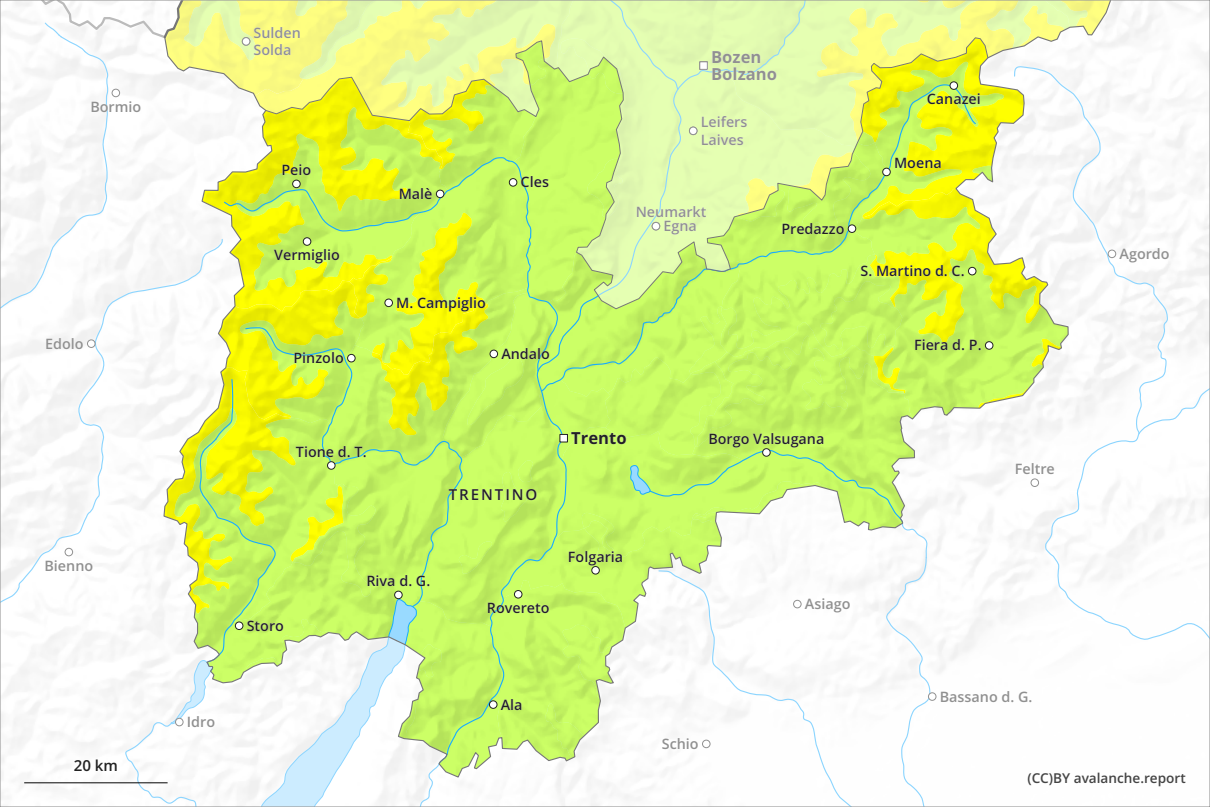 Sulden
Solda
Bozen
Bolzano
Bormio
Canazei
Leifers
Laives
Moena
Peio
Malè
Cles
Neumarkt
Egna
Predazzo
Vermiglio
Agordo
S. Martino d. C.
M. Campiglio
Edolo
Pinzolo
Andalo
Fiera d. P.
Trento
Borgo Valsugana
Tione d. T.
Feltre
TRENTINO
Bienno
Folgaria
Riva d. G.
Rovereto
Asiago
Storo
Bassano d. G.
Ala
Idro
Schio
20 km
(CC)BY avalanche.report